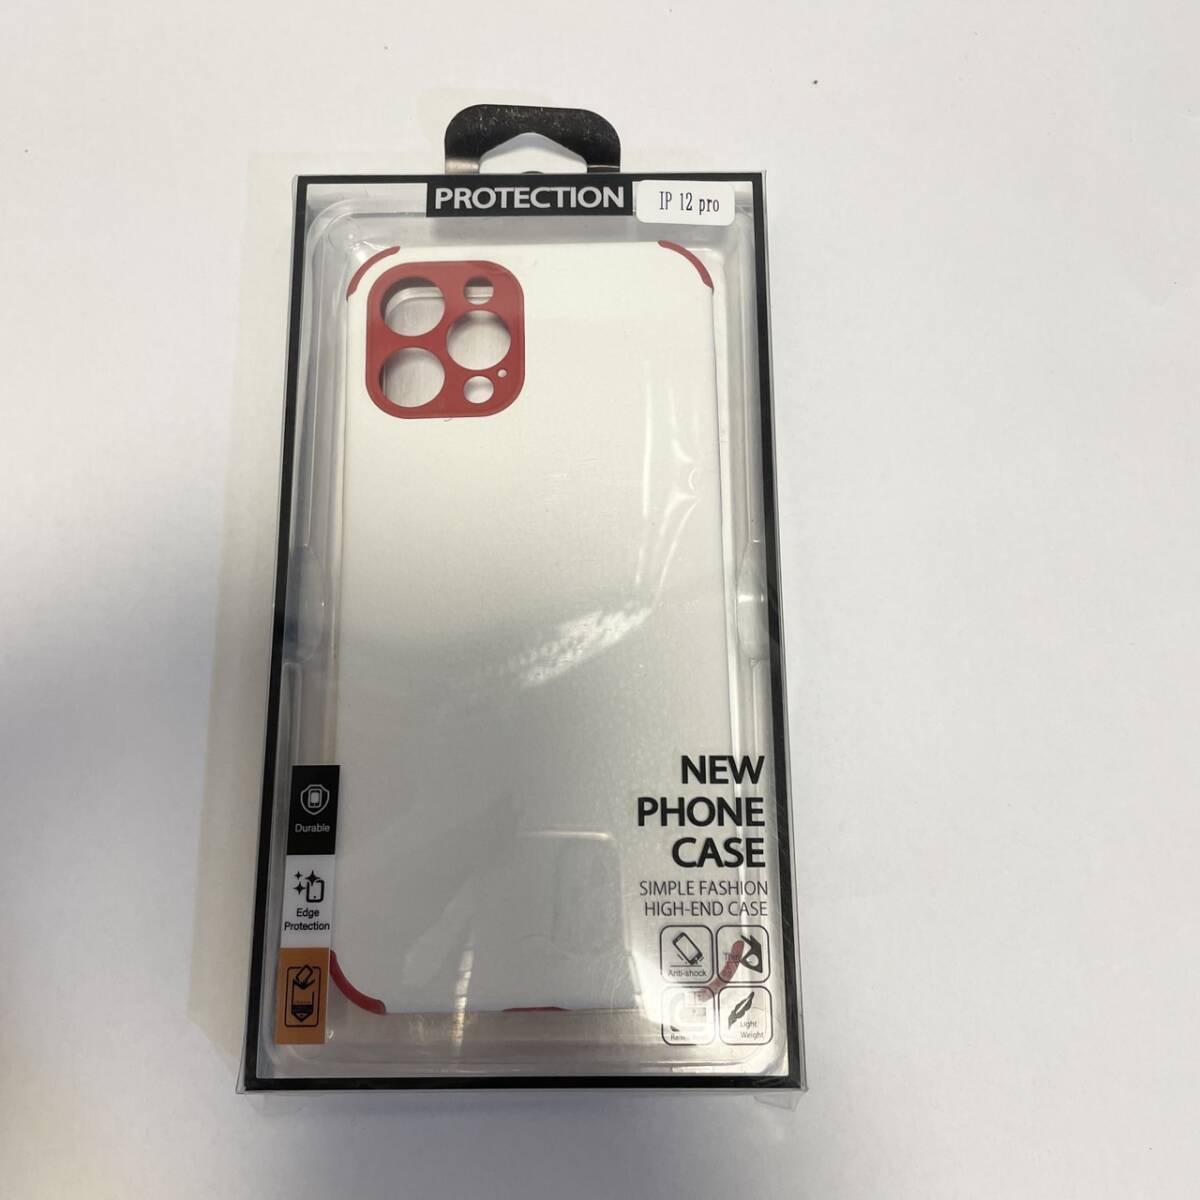 PROTECTION
IP 12 pro
Durable
Edge
Protection
NEW
PHONE
CASE
SIMPLE FASHION
HIGH-END CASE
Anti-shock
Light
Weight